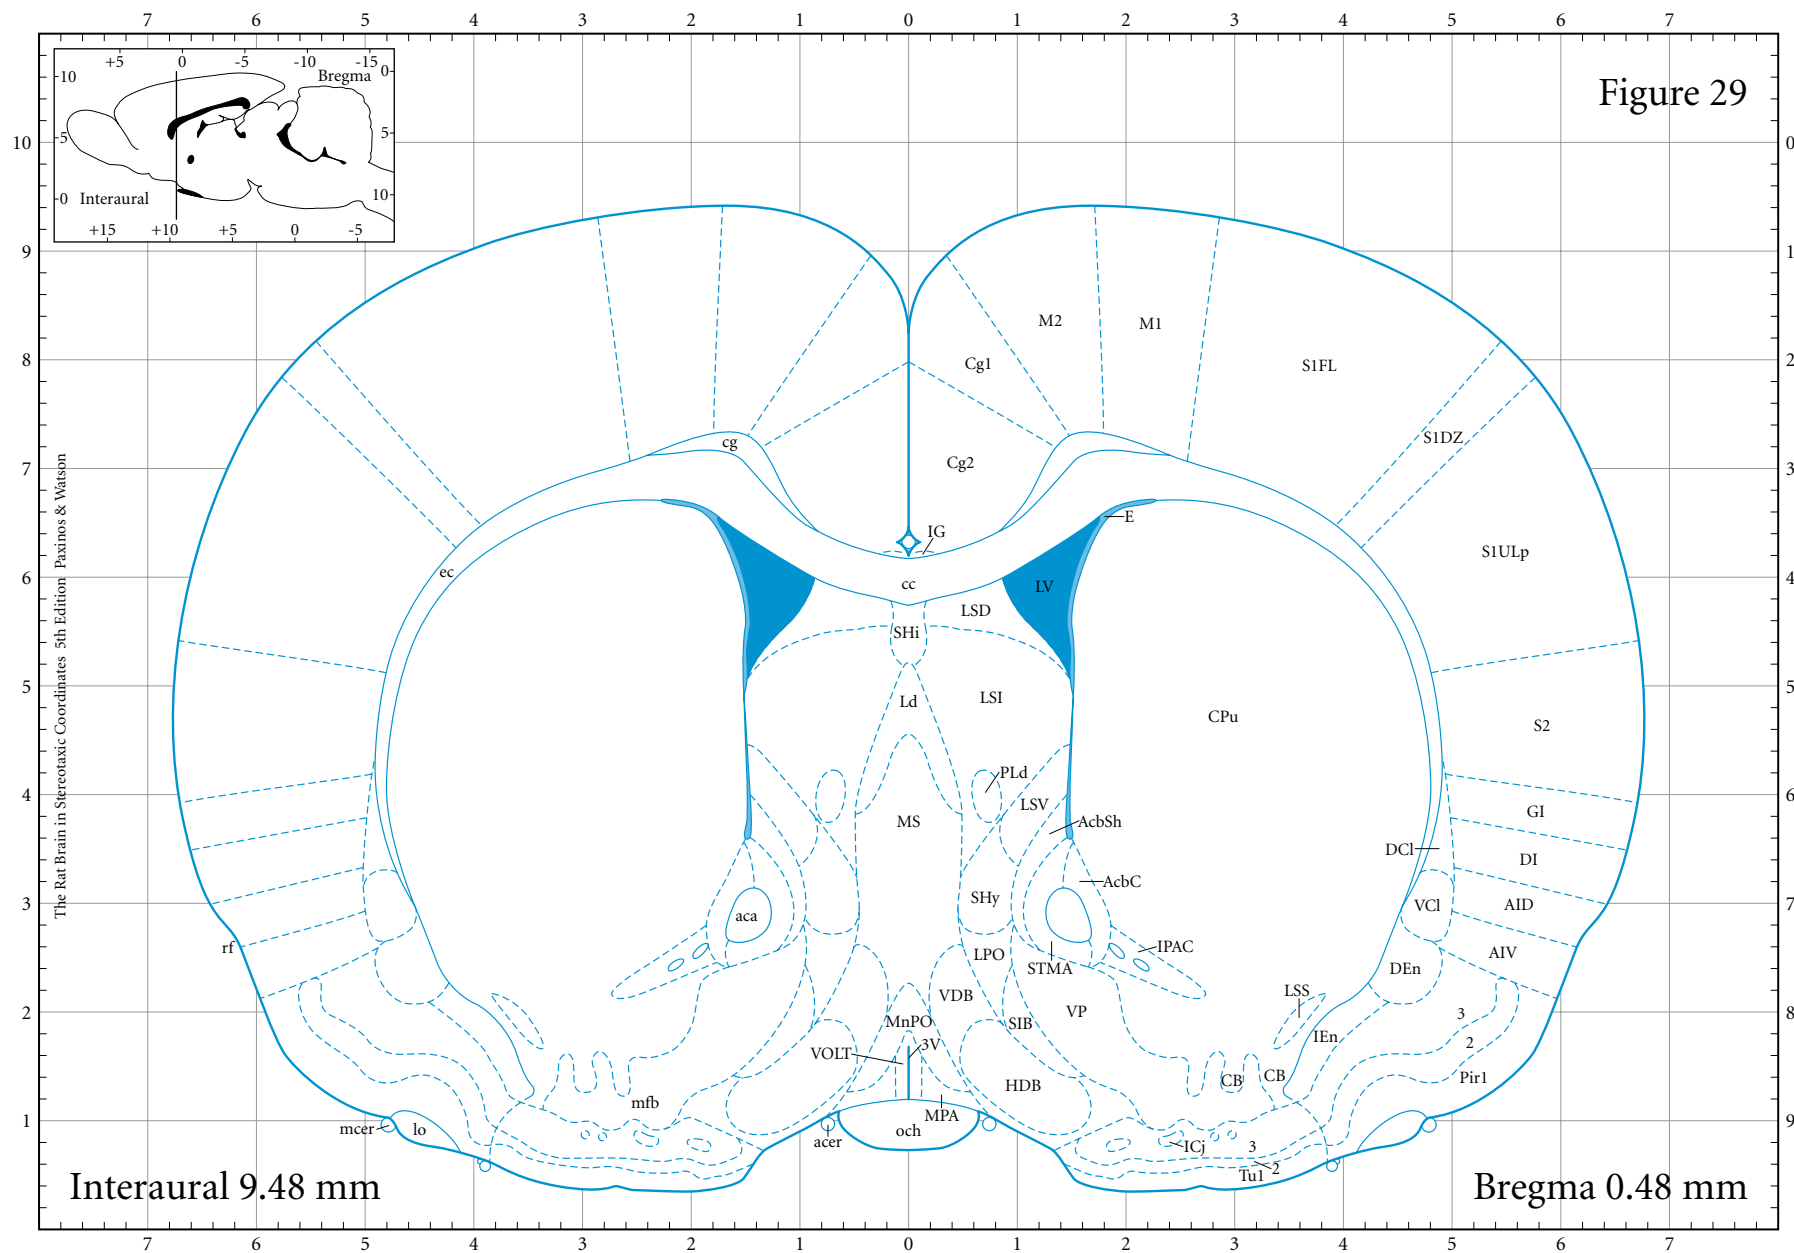 7 6 5 4 3 2 1 0 1 2 3 4 5 6 7
+5 0 -5 -10 -15
Bregma
-10 0
-5 5
-0 Interaural 10
+15 +10 +5 0 -5
Figure 29
10 0
9 1
8 2
7 3
6 4
5 5
4 6
3 7
2 8
1 9
The Rat Brain in Stereotaxic Coordinates 5th Edition Paxinos & Watson
M2 M1
Cg1 S1FL
cg S1DZ
Cg2
E
IG
S1ULp
ec cc LV
LSD
SHi
Ld LSI
CPu S2
PLd
LSV
MS AcbSh GI
DCl DI
AcbC
SHy VCl AID
aca
rf IPAC
LPO AIV
STMA DEn
VDB LSS
VP
MnPO SIB 3
IEn
3V 2
VOLT
CB CB Pir1
HDB
mfb
MPA
mcer lo acer och
ICj 3
2
Tu1
Interaural 9.48 mm
Bregma 0.48 mm
7 6 5 4 3 2 1 0 1 2 3 4 5 6 7